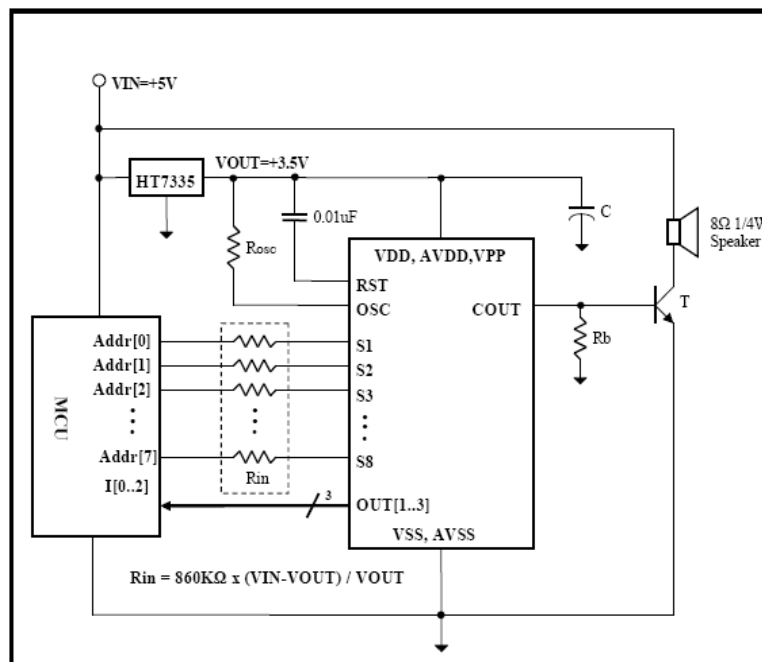 VIN=+5V
VOUT=+3.5V
HT7335
0.01uF
C
8Ω 1/4W
Speaker
Rosc
VDD, AVDD,VPP
RST
OSC
COUT
T
Rb
MCU
Addr[0]
S1
Addr[1]
S2
Addr[2]
S3
Addr[7]
S8
Rin
I[0..2]
3
OUT[1..3]
VSS, AVSS
Rin = 860KΩ x (VIN-VOUT) / VOUT